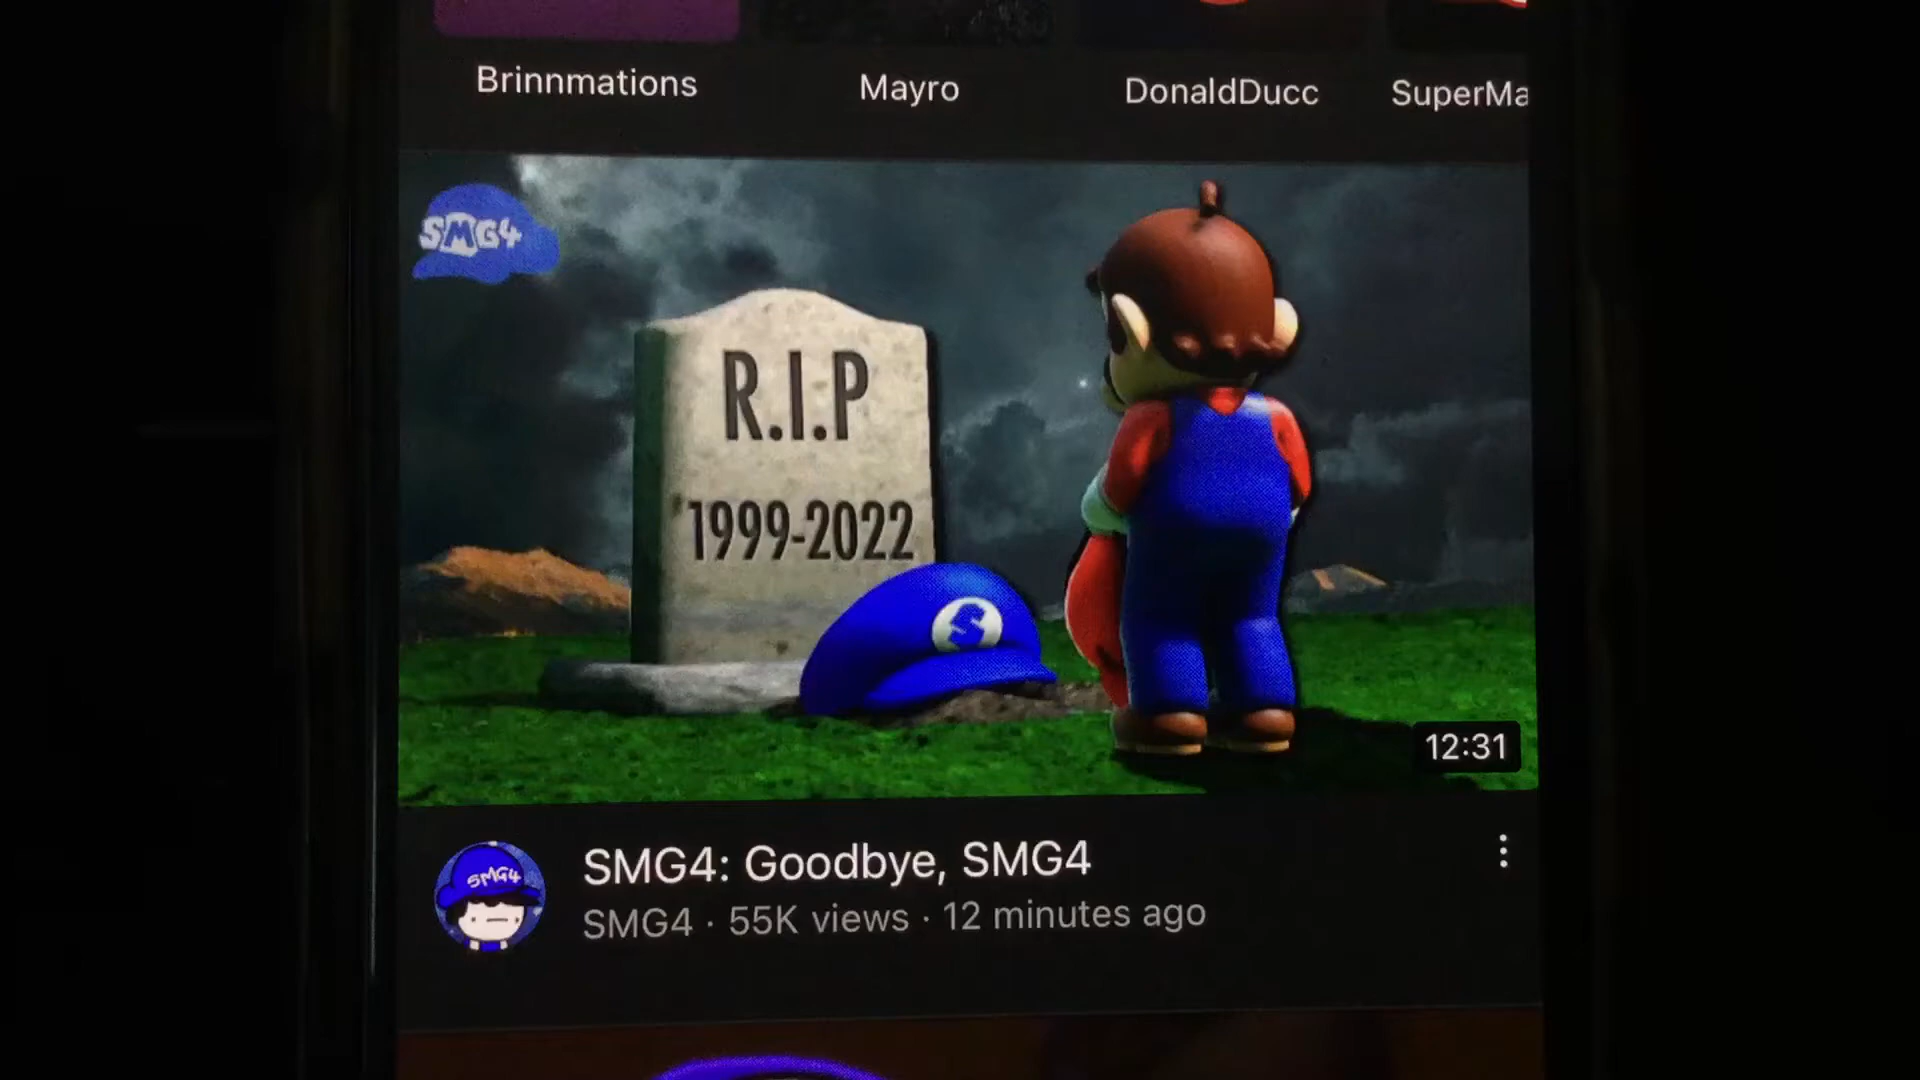 Brinnmations
Mayro
DonaldDucc
SuperMa
SMG4
R.I.P
1999-2022
S
12:31
SMG4
SMG4: Goodbye, SMG4
SMG4 · 55K views · 12 minutes ago